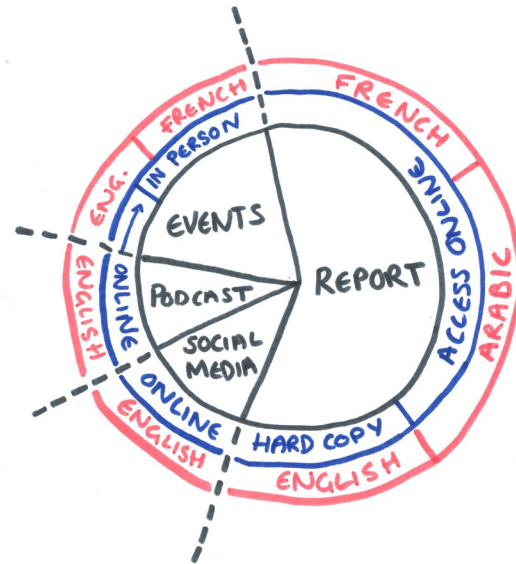 FRENCH
FRENCH
IN PERSON
ENG.
EVENTS
ACCESS ONLINE
ARABIC
REPORT
ENGLISH
ONLINE
PODCAST
SOCIAL
MEDIA
ONLINE
ENGLISH
HARD COPY
ENGLISH